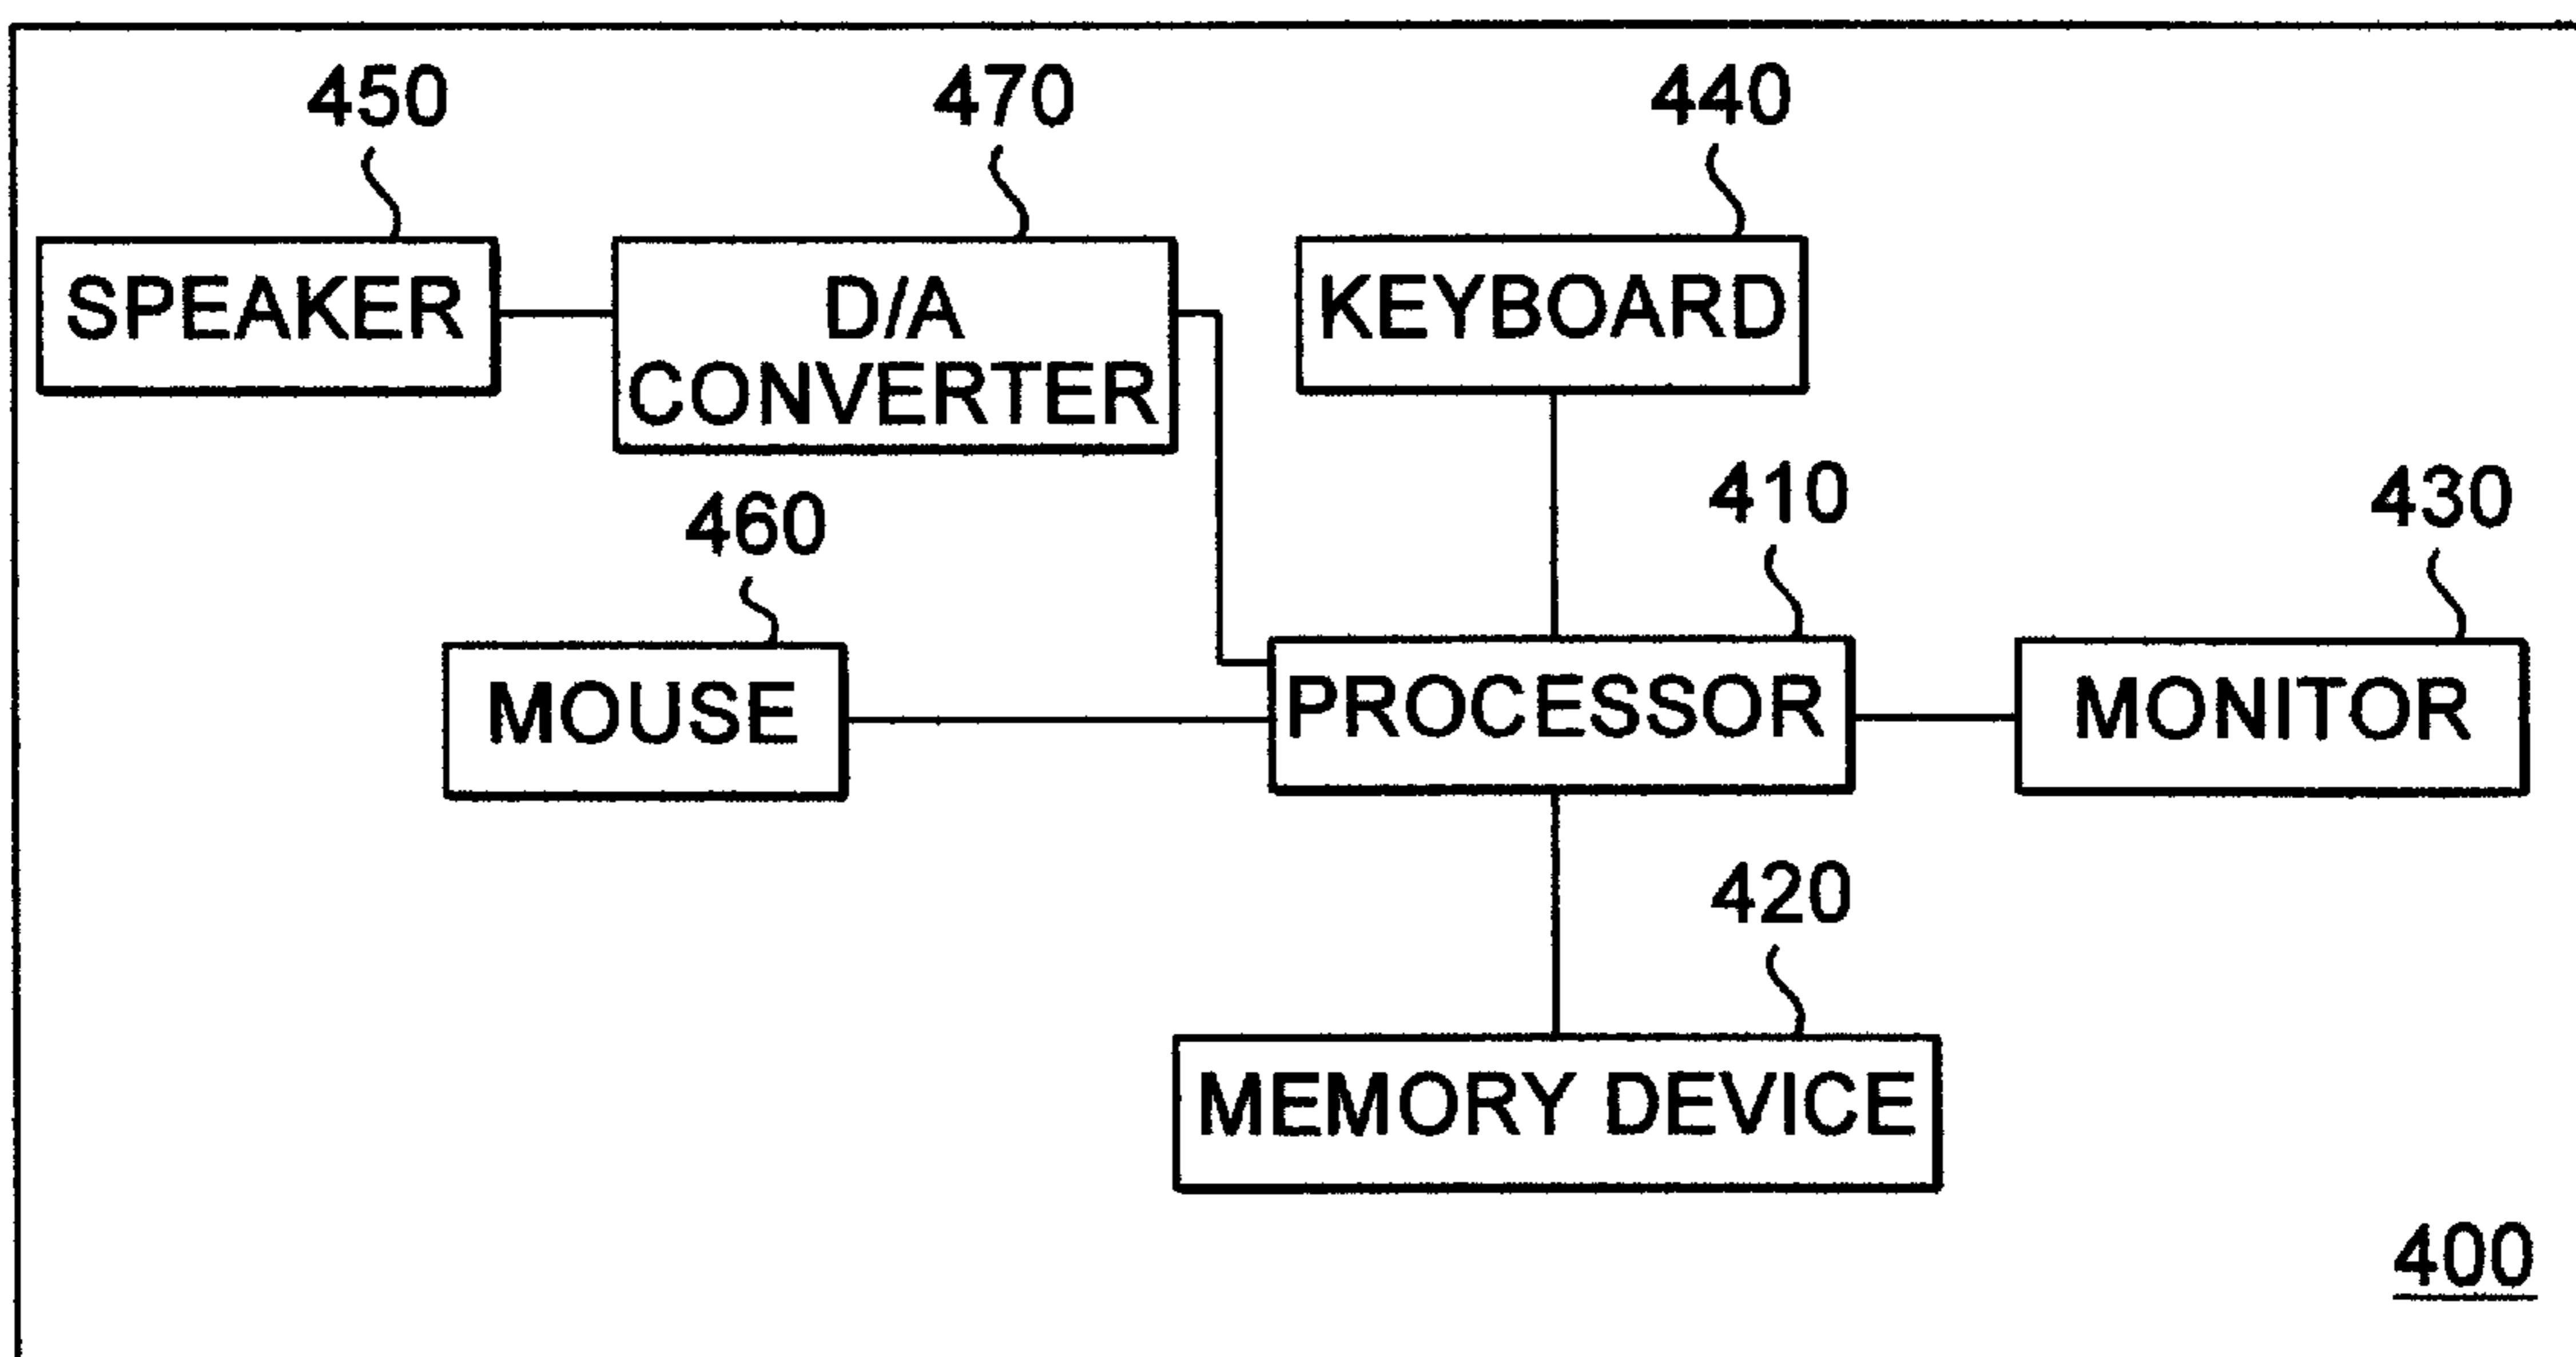 450
470
440
SPEAKER
D/A
CONVERTER
KEYBOARD
460
410
430
MOUSE
PROCESSOR
MONITOR
420
MEMORY DEVICE
400